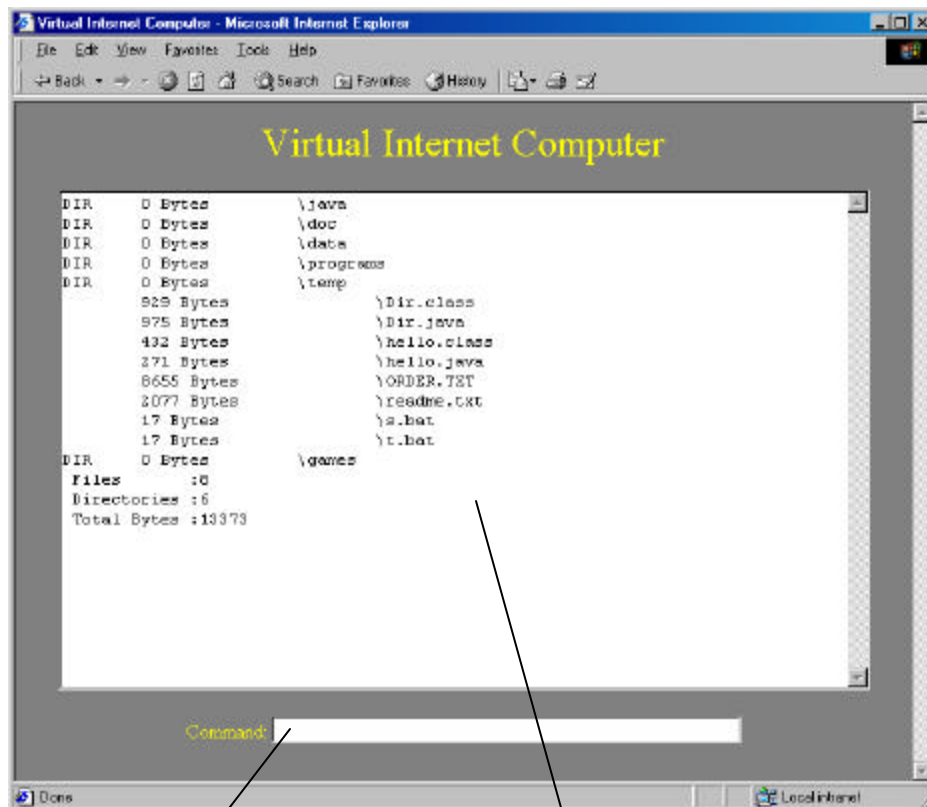 Virtual Internet Computer - Microsoft Internet Explorer
File Edit View Favorites Tools Help
Back Search Favorites History
Virtual Internet Computer
DIR 0 Bytes \java
DIR 0 Bytes \doc
DIR 0 Bytes \data
DIR 0 Bytes \programs
DIR 0 Bytes \temp
929 Bytes \Dir.class
975 Bytes \Dir.java
432 Bytes \hello.class
271 Bytes \hello.java
8655 Bytes \ORDER.TXT
2077 Bytes \readme.txt
17 Bytes \s.bat
17 Bytes \t.bat
DIR 0 Bytes \games
Files :8
Directories :6
Total Bytes :13373
Command:
Done Local intranet